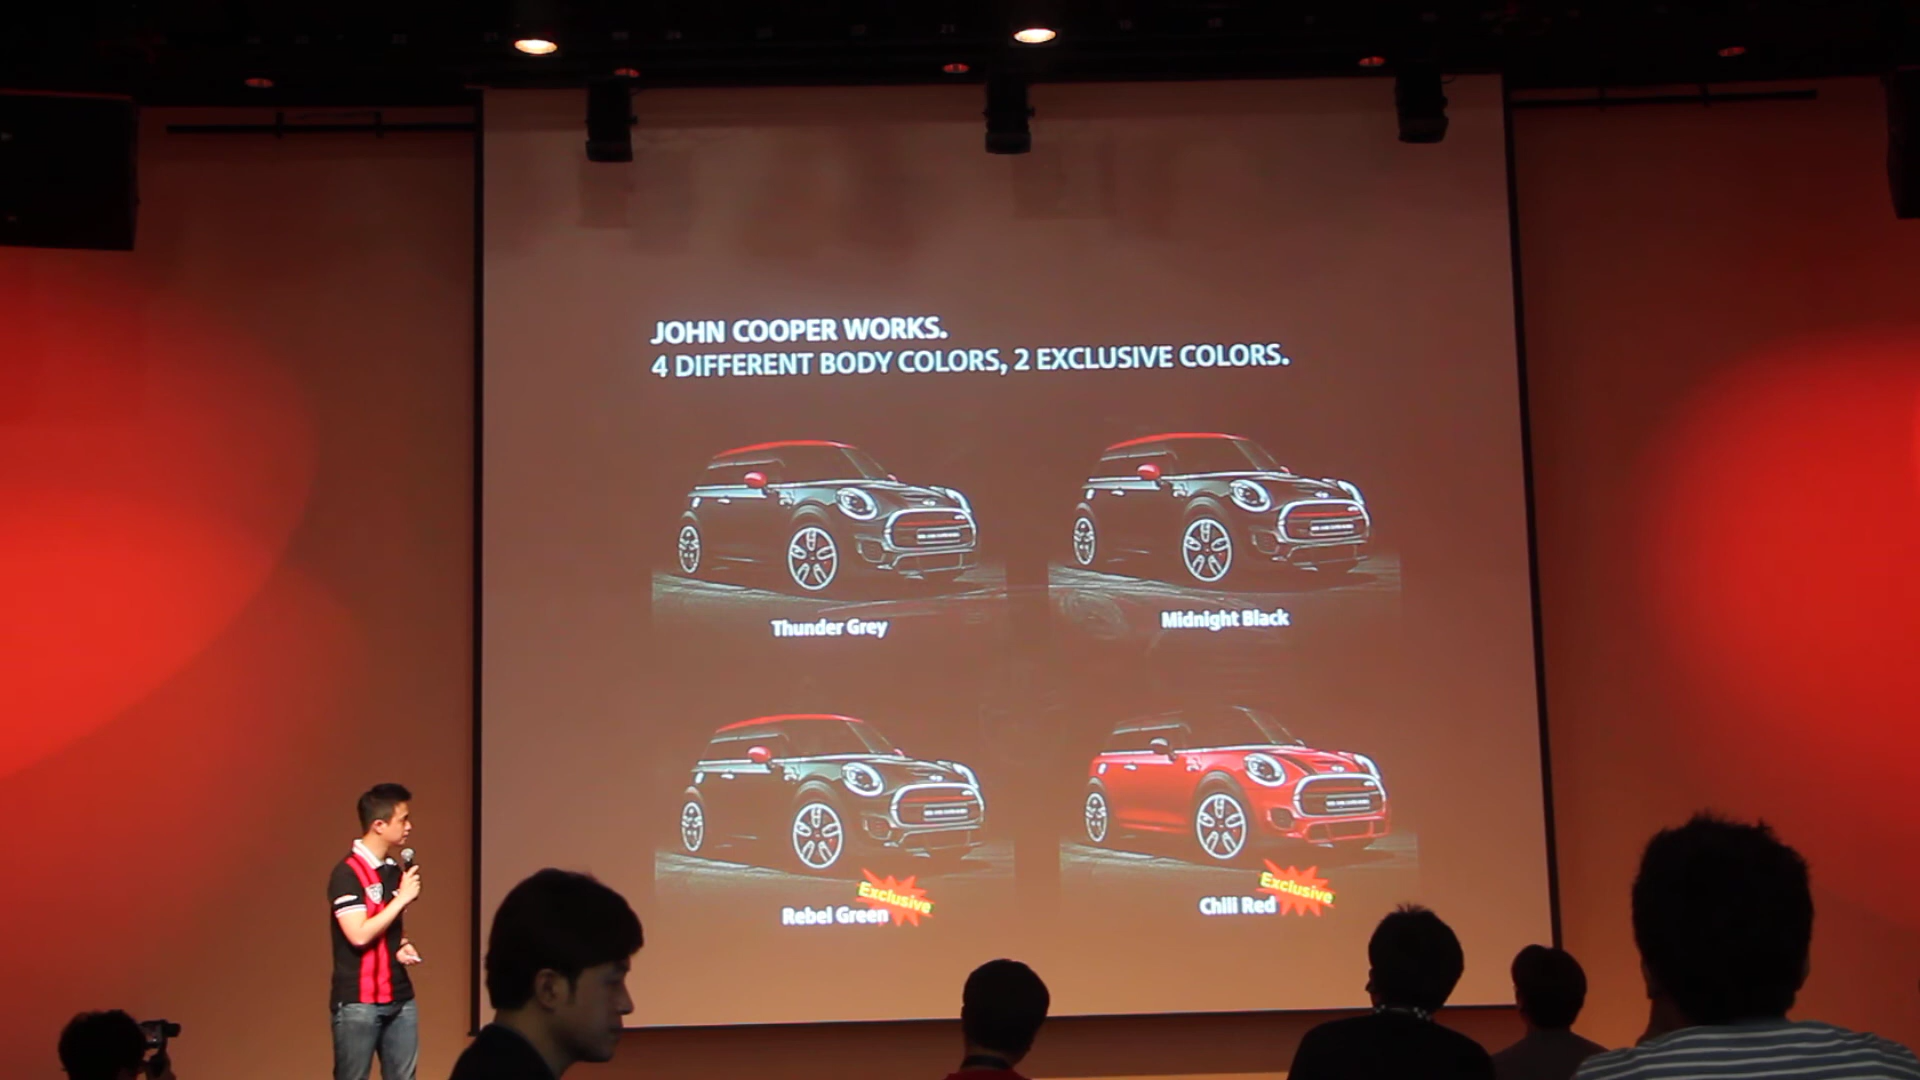 JOHN COOPER WORKS.
4 DIFFERENT BODY COLORS, 2 EXCLUSIVE COLORS.
Thunder Grey
Midnight Black
Exclusive
Rebel Green
Exclusive
Chili Red